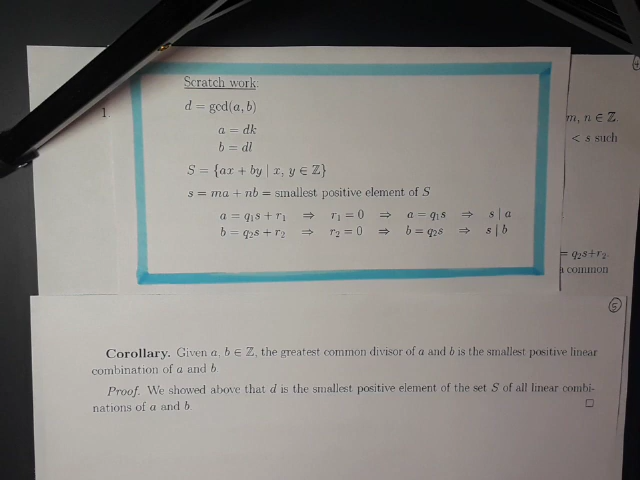 Scratch work:
1.
d = gcd(a, b)
a = dk
b = dl
m, n ∈ ℤ.
< s such
S = {ax + by | x, y ∈ ℤ}
s = ma + nb = smallest positive element of S
a = q₁s + r₁ ⇒ r₁ = 0 ⇒ a = q₁s ⇒ s | a
b = q₂s + r₂ ⇒ r₂ = 0 ⇒ b = q₂s ⇒ s | b
= q₂s+r₂.
a common
5
Corollary. Given a, b ∈ ℤ, the greatest common divisor of a and b is the smallest positive linear
combination of a and b
Proof. We showed above that d is the smallest positive element of the set S of all linear combi-
nations of a and b.
□